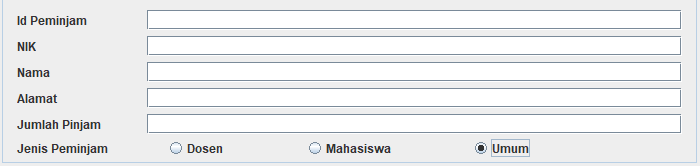 Id Peminjam
NIK
Nama
Alamat
Jumlah Pinjam
Jenis Peminjam Dosen Mahasiswa Umum